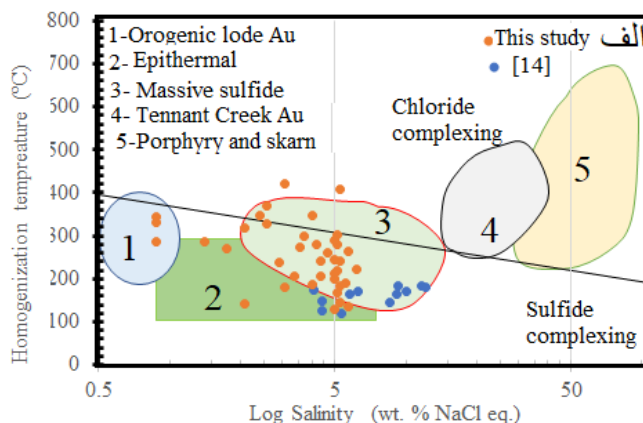 800
700
600
500
400
300
200
100
0
Homogenization tempreature (ºC)
1-Orogenic lode Au
2- Epithermal
3- Massive sulfide
4- Tennant Creek Au
5-Porphyry and skarn
This study
[14]
الف
Chloride
complexing
1
2
3
4
5
Sulfide
complexing
0.5
5
50
Log Salinity (wt. % NaCl eq.)